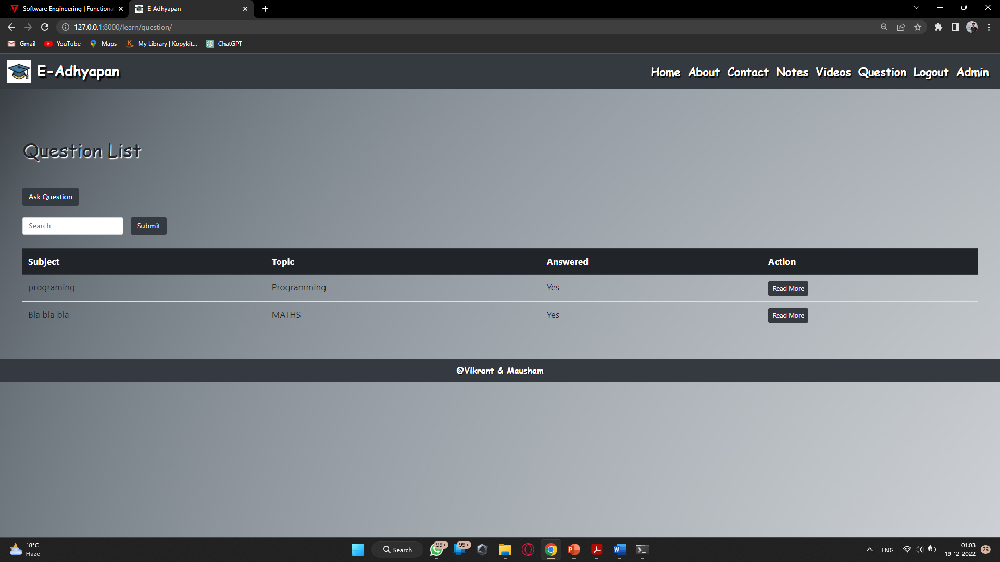 Software Engineering | Functiona
E-Adhyapan
127.0.0.1:8000/learn/question/
Gmail YouTube Maps My Library | Kopykit... ChatGPT
E-Adhyapan Home About Contact Notes Videos Question Logout Admin
Question List
Ask Question
Search Submit
Subject Topic Answered Action
programing Programming Yes Read More
Bla bla bla MATHS Yes Read More
@Vikrant & Mausham
18°C
Haze
Search
99+
99+
ENG
01:03
19-12-2022
26